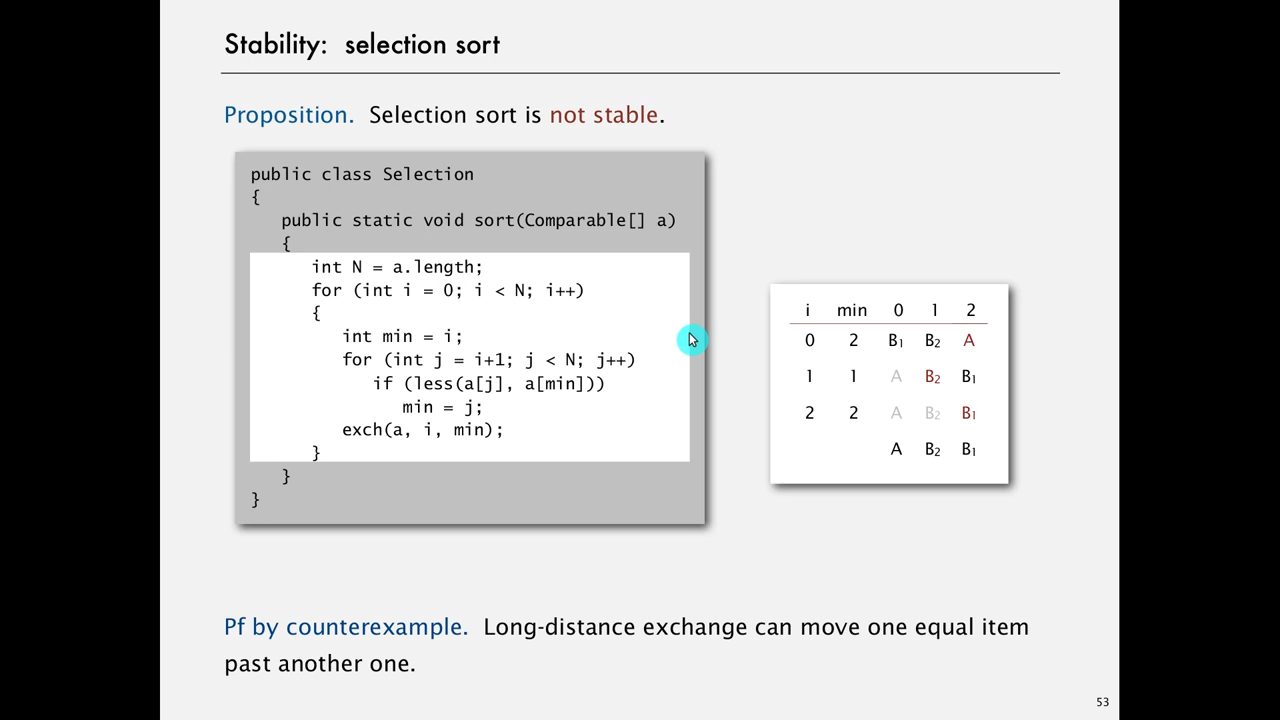 Stability: selection sort
Proposition. Selection sort is not stable.
public class Selection
{
public static void sort(Comparable[] a)
{
int N = a.length;
for (int i = 0; i < N; i++)
{
int min = i;
for (int j = i+1; j < N; j++)
if (less(a[j], a[min]))
min = j;
exch(a, i, min);
}
}
}
i min 0 1 2
0 2 B₁ B₂ A
1 1 A B₂ B₁
2 2 A B₂ B₁
A B₂ B₁
Pf by counterexample. Long-distance exchange can move one equal item
past another one.
53